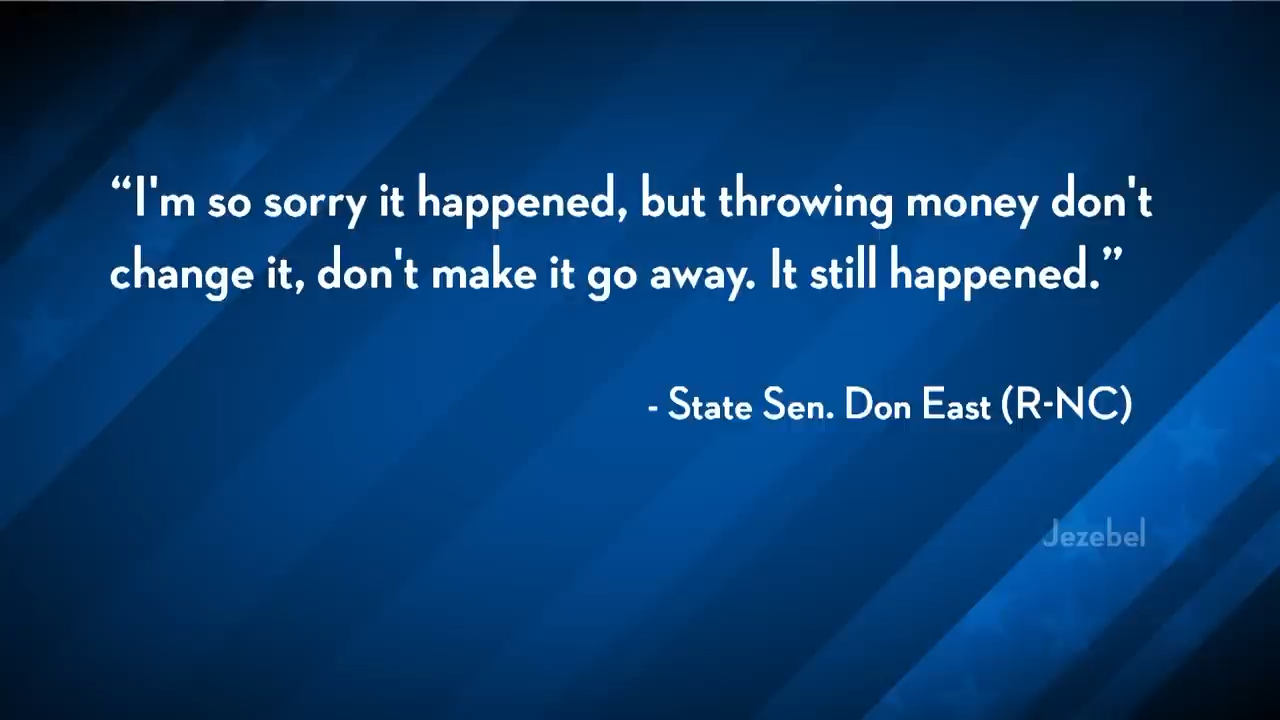 “I'm so sorry it happened, but throwing money don't
change it, don't make it go away. It still happened.”
- State Sen. Don East (R-NC)
Jezebel